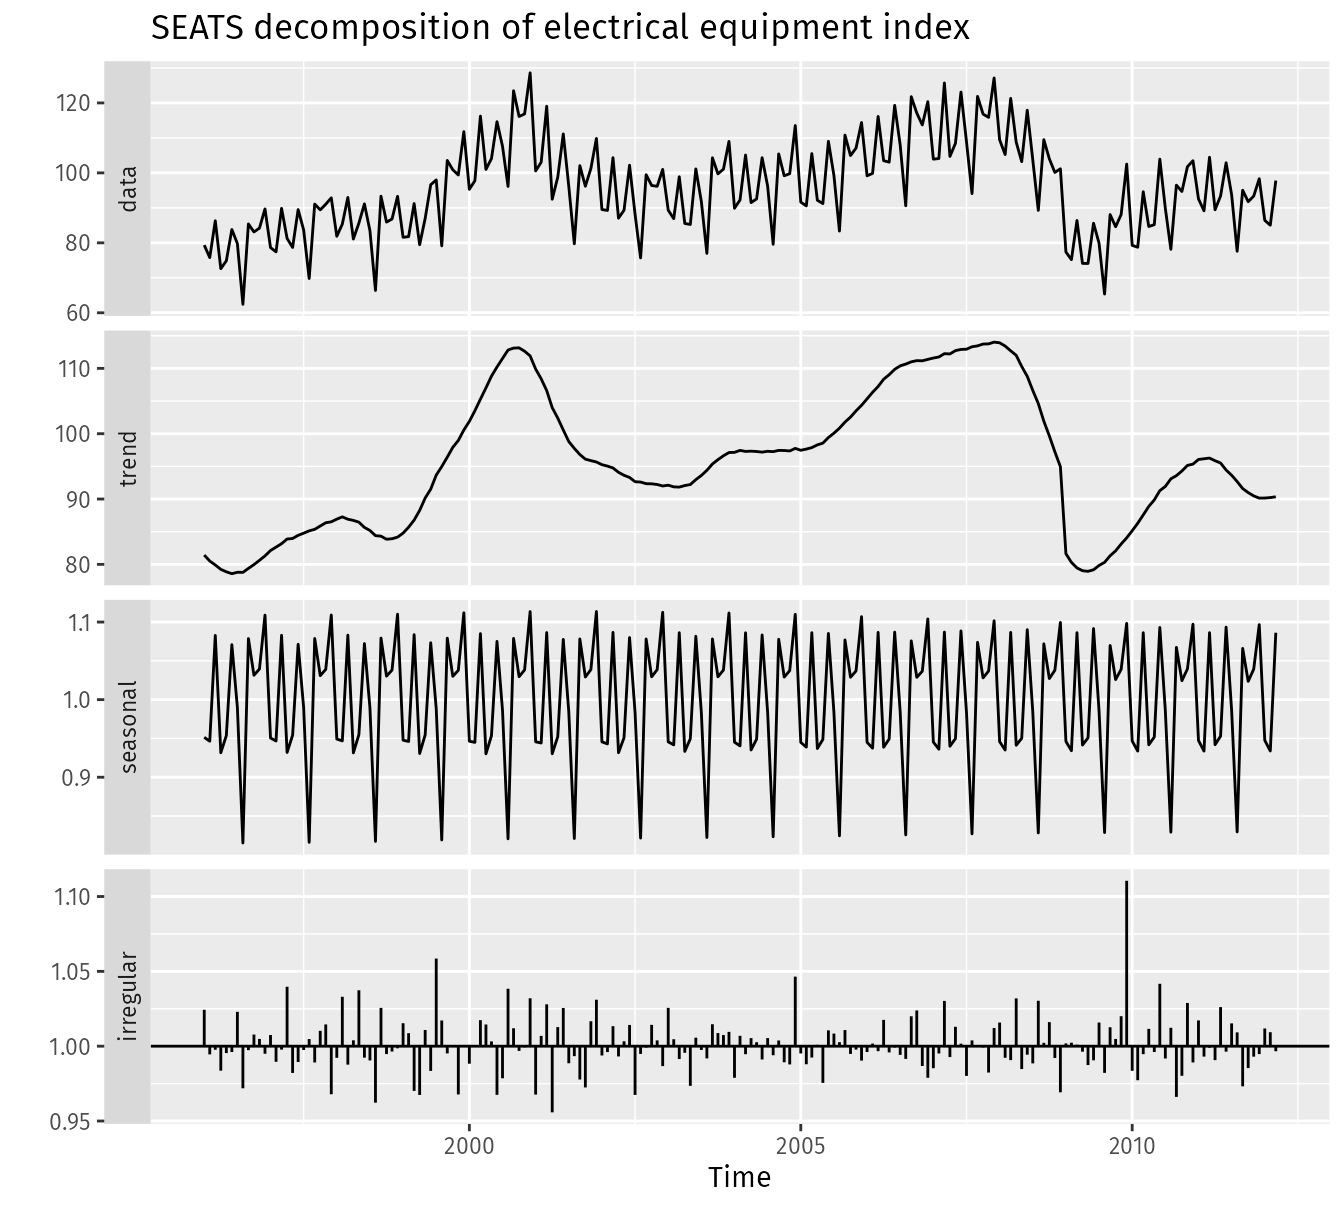 SEATS decomposition of electrical equipment index
120
100
80
60
data
110
100
90
80
trend
1.1
1.0
0.9
seasonal
1.10
1.05
1.00
0.95
irregular
2000 2005 2010
Time